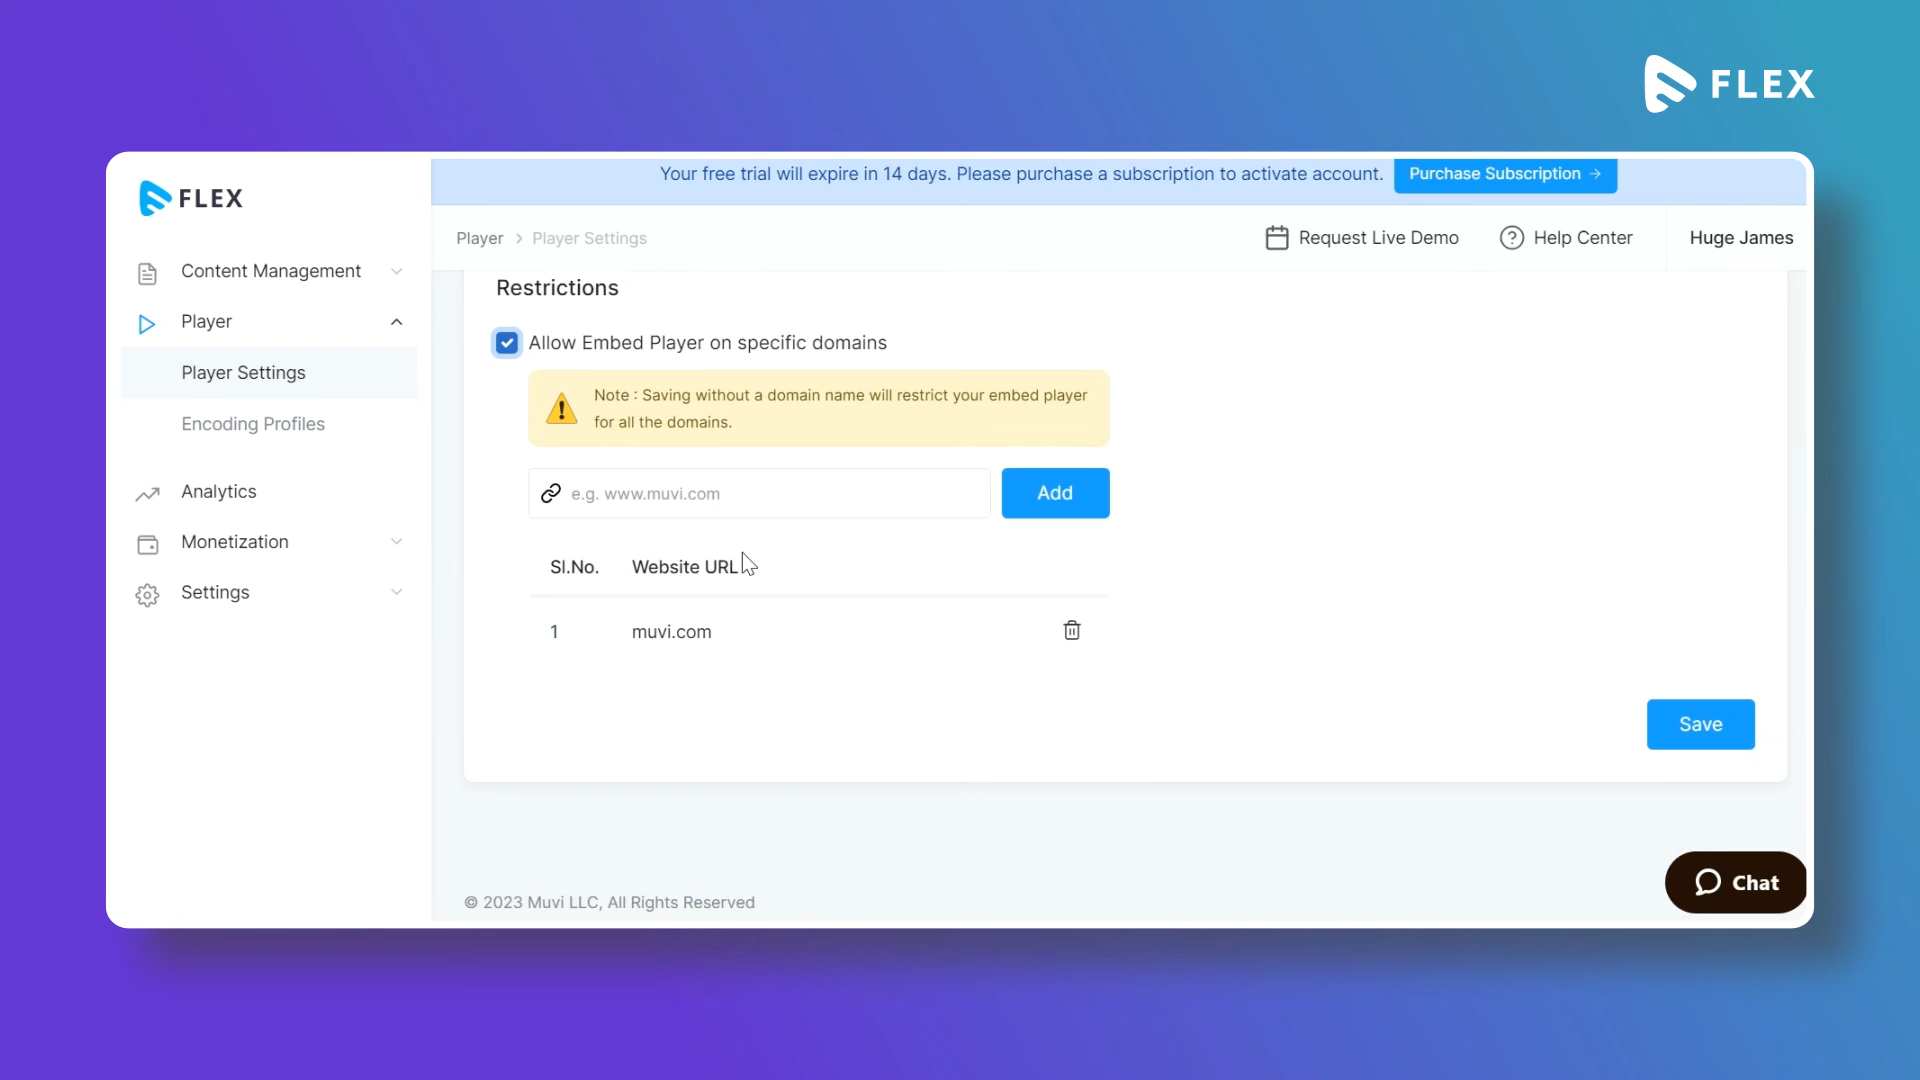 FLEX
FLEX
Your free trial will expire in 14 days. Please purchase a subscription to activate account.
Purchase Subscription →
Player > Player Settings
Request Live Demo
Help Center
Huge James
Content Management
Player
Player Settings
Encoding Profiles
Analytics
Monetization
Settings
Restrictions
Allow Embed Player on specific domains
Note : Saving without a domain name will restrict your embed player
for all the domains.
e.g. www.muvi.com
Add
Sl.No. Website URL
1 muvi.com
Save
Chat
© 2023 Muvi LLC, All Rights Reserved